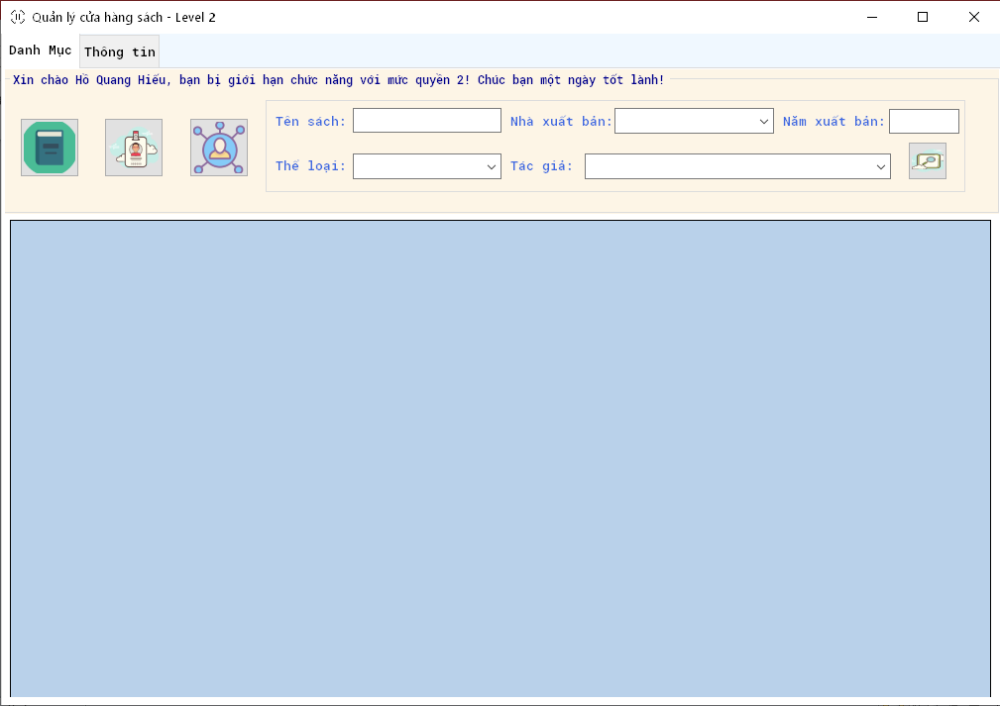 Quản lý cửa hàng sách - Level 2
Danh Mục Thông tin
Xin chào Hồ Quang Hiếu, bạn bị giới hạn chức năng với mức quyền 2! Chúc bạn một ngày tốt lành!
Tên sách: Nhà xuất bản: Năm xuất bản:
Thể loại: Tác giả: